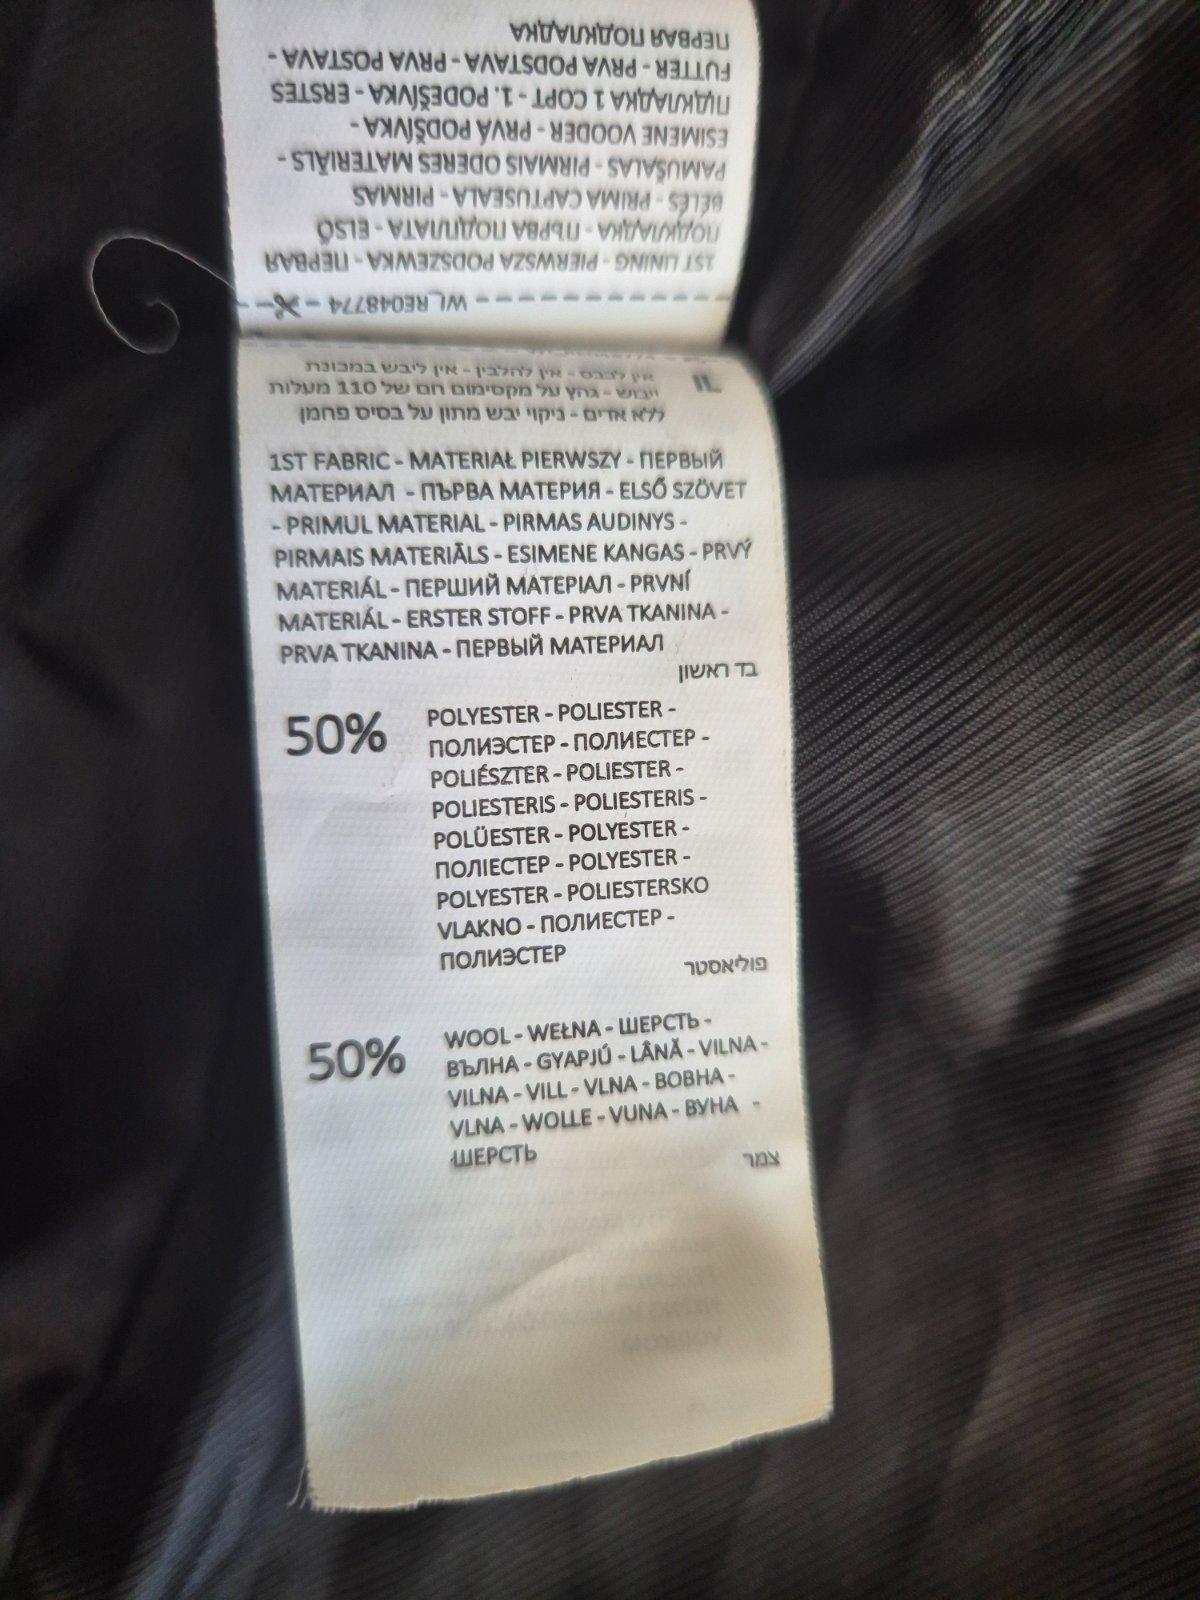 1ST LINING - PIERWSZA PODSZEWKA - ПЕРВАЯ
ПОДКЛАДКА - ПЪРВА ПОДПЛАТА - ELSŐ
BÉLÉS - PRIMA CAPTUSEALA - PIRMAS
PAMUŠALAS - PIRMAIS ODERES MATERIĀLS -
ESIMENE VOODER - PRVÁ PODŠÍVKA -
ПІДКЛАДКА 1 СОРТ - 1. PODEŠÍVKA - ERSTES
FUTTER - PRVA PODSTAVA - PRVA POSTAVA -
ПЕРВАЯ ПОДКЛАДКА
WL_RE048774
IL
אין לכבס - אין להלבין - אין ליבש במכונת
ייבוש - גהץ על מקסימום חום של 110 מעלות
ללא אדים - ניקוי יבש מתון על בסיס פחמן
1ST FABRIC - MATERIAŁ PIERWSZY - ПЕРВЫЙ
МАТЕРИАЛ - ПЪРВА МАТЕРИЯ - ELSŐ SZÖVET
- PRIMUL MATERIAL - PIRMAS AUDINYS -
PIRMAIS MATERIĀLS - ESIMENE KANGAS - PRVÝ
MATERIÁL - ПЕРШИЙ МАТЕРІАЛ - PRVNÍ
MATERIÁL - ERSTER STOFF - PRVA TKANINA -
PRVA TKANINA - ПЕРВЫЙ МАТЕРИАЛ
בד ראשון
50% POLYESTER - POLIESTER -
ПОЛИЭСТЕР - ПОЛИЕСТЕР -
POLIÉSZTER - POLIESTER -
POLIESTERIS - POLIESTERIS -
POLÜESTER - POLYESTER -
ПОЛІЕСТЕР - POLYESTER -
POLYESTER - POLIESTERSKO
VLAKNO - ПОЛИЕСТЕР -
ПОЛИЭСТЕР
פוליאסטר
50% WOOL - WEŁNA - ШЕРСТЬ -
ВЪЛНА - GYAPJÚ - LÂNĂ - VILNA -
VILNA - VILL - VLNA - ВОВНА -
VLNA - WOLLE - VUNA - ВУНА -
ШЕРСТЬ
צמר